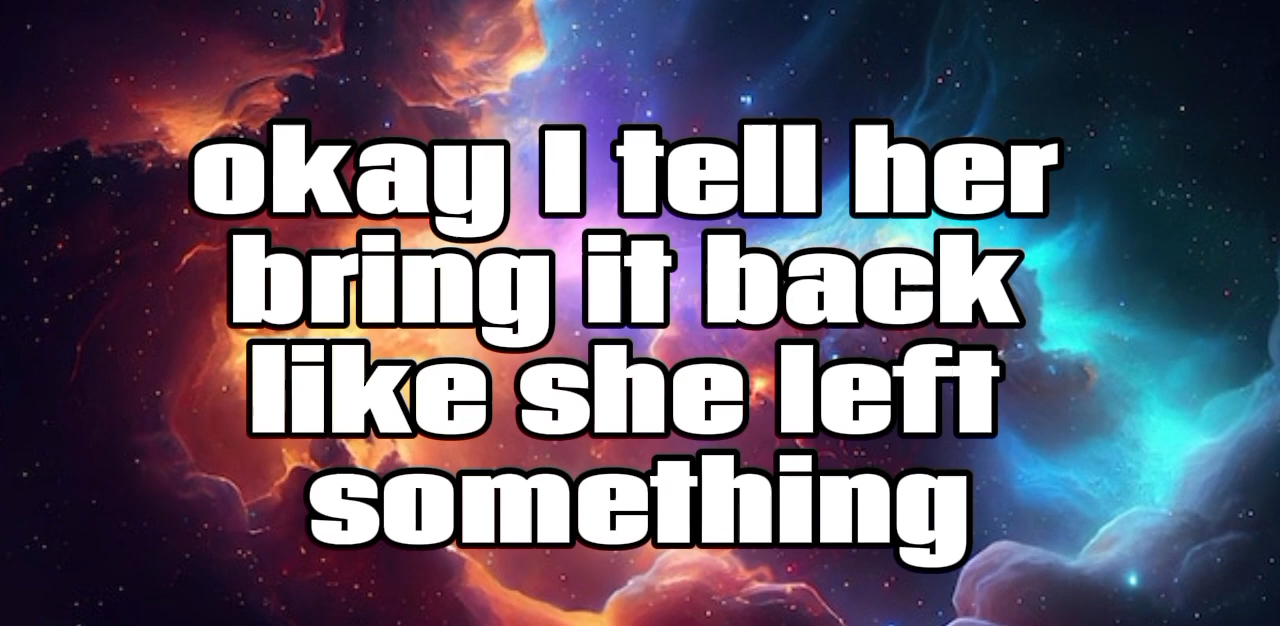 okay I tell her
bring it back
like she left
something